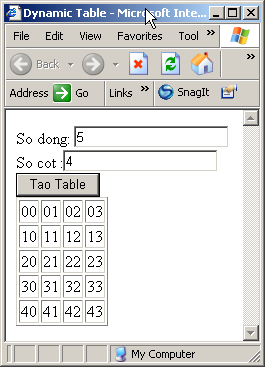 Dynamic Table - Microsoft Inte...
File Edit View Favorites Tool »
Back »
Address Go Links » SnagIt
So dong: 5
So cot : 4
Tao Table
00 01 02 03
10 11 12 13
20 21 22 23
30 31 32 33
40 41 42 43
My Computer